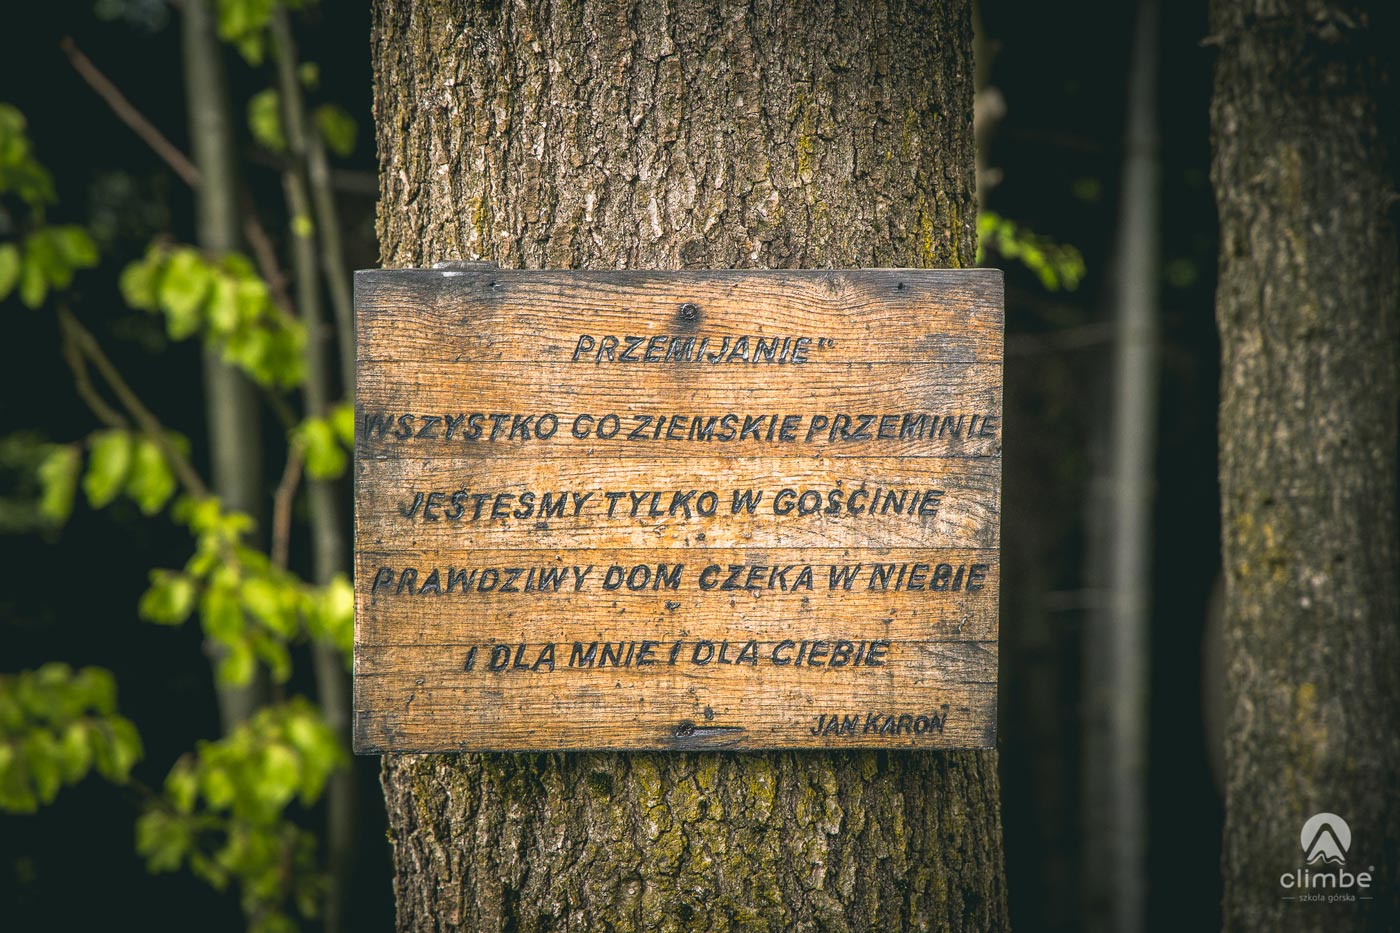 PRZEMIJANIE"
WSZYSTKO CO ZIEMSKIE PRZEMINIE
JEŚTESMY TYLKO W GOŚCINIE
PRAWDZIWY DOM CZEKA W NIEBIE
I DLA MNIE I DLA CIEBIE
JAN KAROŃ
climbe®
szkoła górska